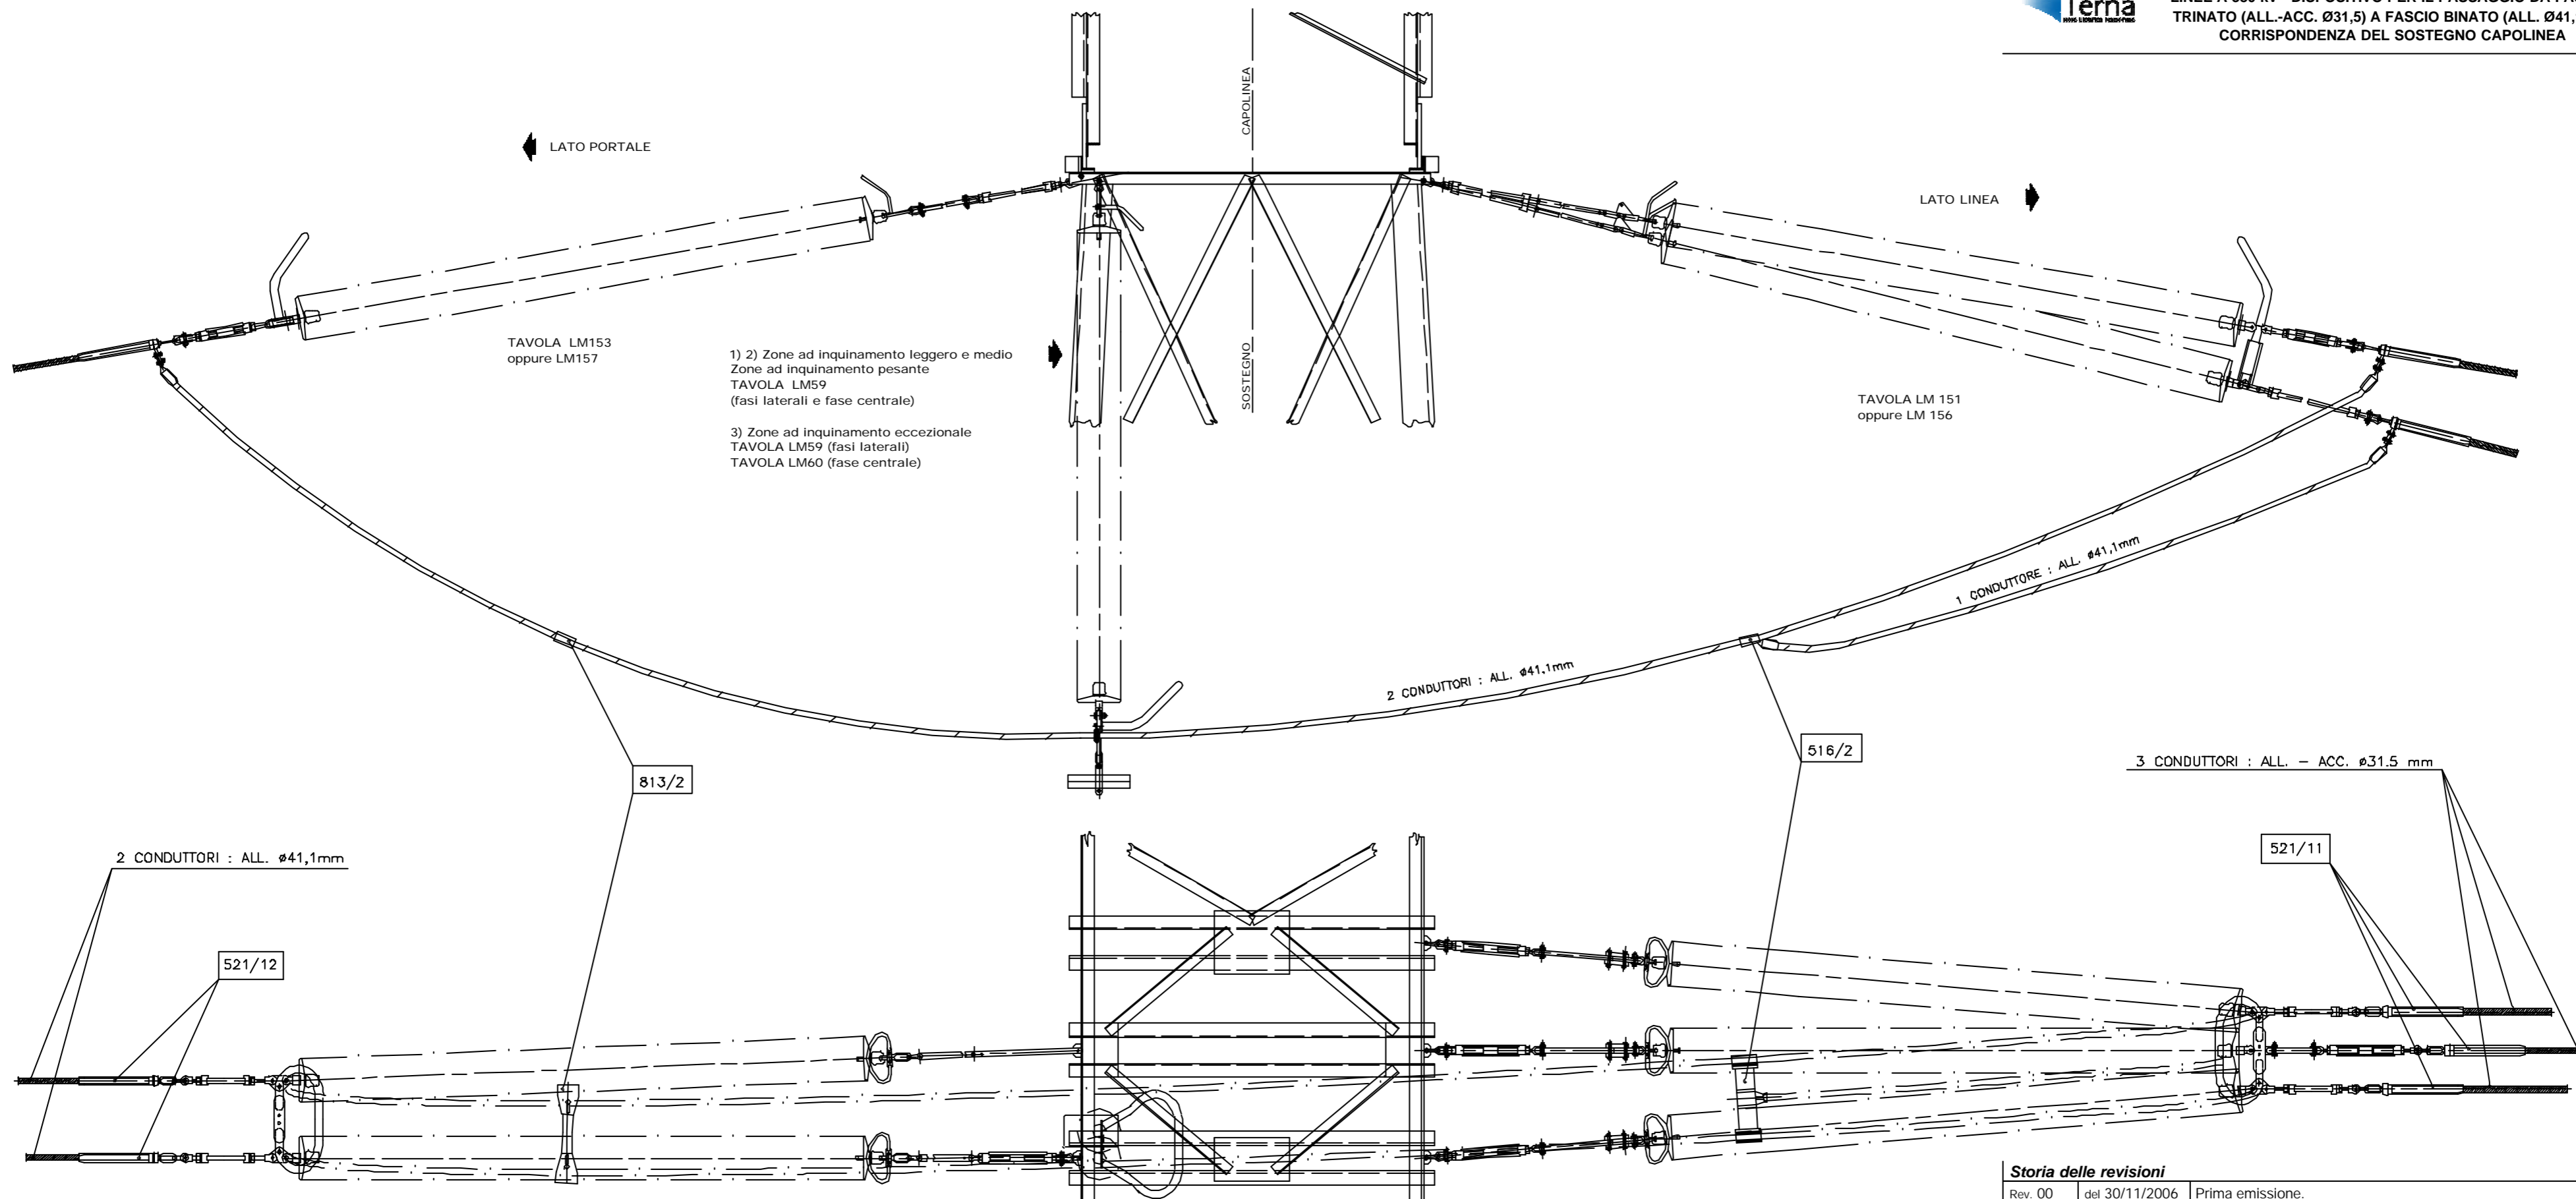 Terna
TRINATO (ALL.-ACC. Ø31,5) A FASCIO BINATO (ALL. Ø41,
CORRISPONDENZA DEL SOSTEGNO CAPOLINEA
CAPOLINEA
LATO PORTALE
LATO LINEA
TAVOLA LM153
oppure LM157
1) 2) Zone ad inquinamento leggero e medio
Zone ad inquinamento pesante
TAVOLA LM59
(fasi laterali e fase centrale)
3) Zone ad inquinamento eccezionale
TAVOLA LM59 (fasi laterali)
TAVOLA LM60 (fase centrale)
SOSTEGNO
TAVOLA LM 151
oppure LM 156
1 CONDUTTORE : ALL. ø41,1mm
2 CONDUTTORI : ALL. ø41.1mm
813/2
516/2
3 CONDUTTORI : ALL. – ACC. ø31.5 mm
2 CONDUTTORI : ALL. ø41,1mm
521/11
521/12
Storia delle revisioni
Rev. 00 del 30/11/2006 Prima emissione.